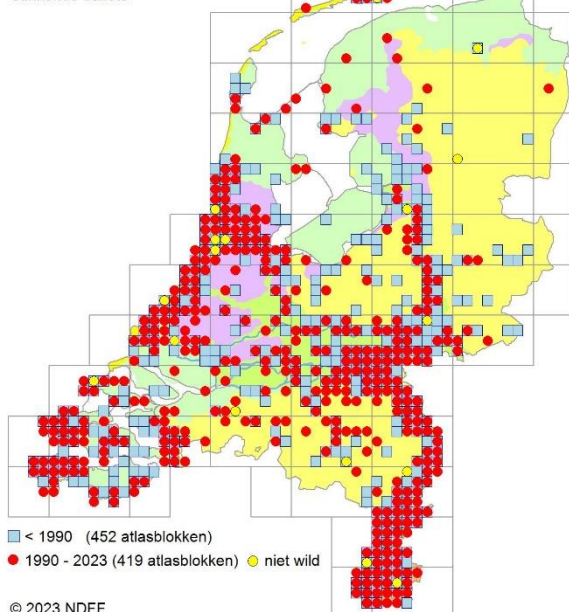 < 1990 (452 atlasblokken)
1990 - 2023 (419 atlasblokken) niet wild
© 2023 NDFF